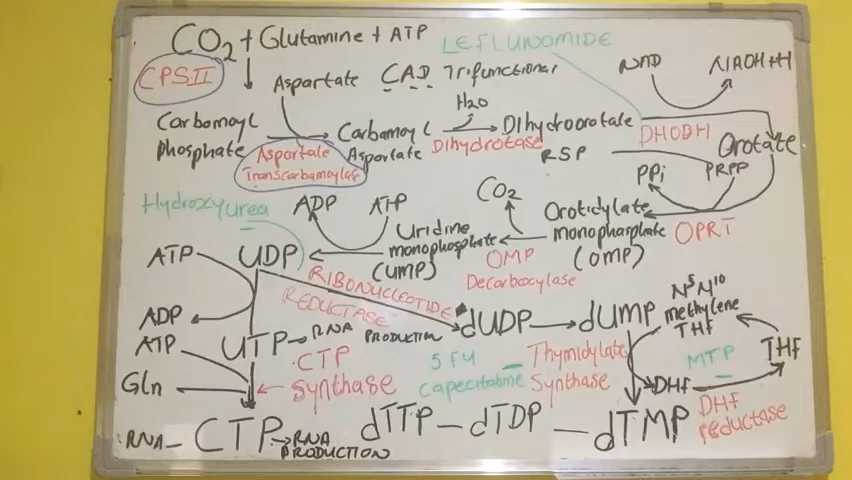 CO2 + Glutamine + ATP
LEFLUNOMIDE
CPSII
Aspartate CAD Trifunctional
NAD
NADH+H
H2O
Carbamoyl
phosphate
Carbamoyl
Aspartate
Dihydroorotate
Aspartate
Transcarbamoylase
Dihydrotase
DHODH
Orotate
RSP
PRPP
PPi
Hydroxyurea
ADP
ATP
CO2
Orotidylate
monophosphate
(OMP)
OPRT
Uridine
monophosphate
(UMP)
OMP
Decarboxylase
ATP
UDP
RIBONUCLEOTIDE
REDUCTASE
ADP
dUDP
dUMP
N5N10
methylene
THF
ATP
UTP
RNA PRODUCTION
THF
CTP
Synthase
5 FU
capecitabine
Thymidylate
Synthase
MTP
Gln
DHF
DHF
reductase
RNA
CTP
RNA
PRODUCTION
dTTP - dTDP - dTMP